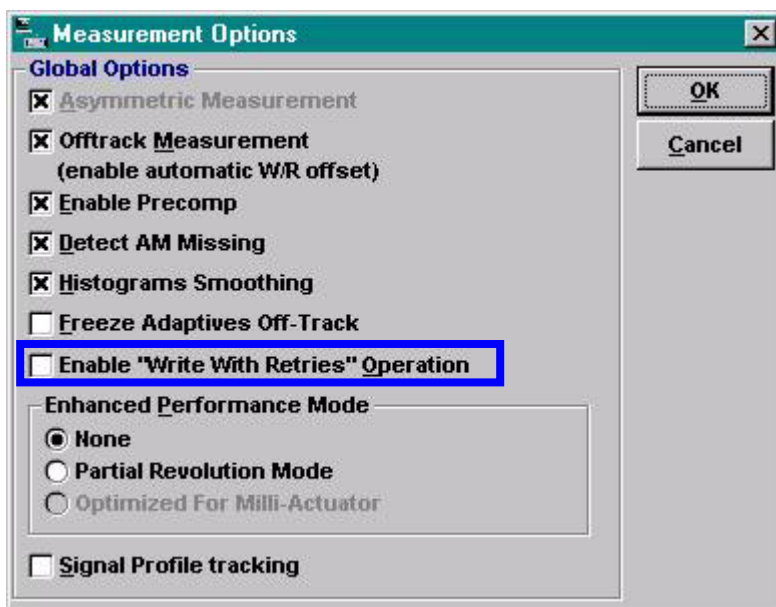 Measurement Options
Global Options
Asymmetric Measurement
Offtrack Measurement
(enable automatic W/R offset)
Enable Precomp
Detect AM Missing
Histograms Smoothing
Freeze Adaptives Off-Track
Enable "Write With Retries" Operation
Enhanced Performance Mode
None
Partial Revolution Mode
Optimized For Milli-Actuator
Signal Profile tracking
OK
Cancel